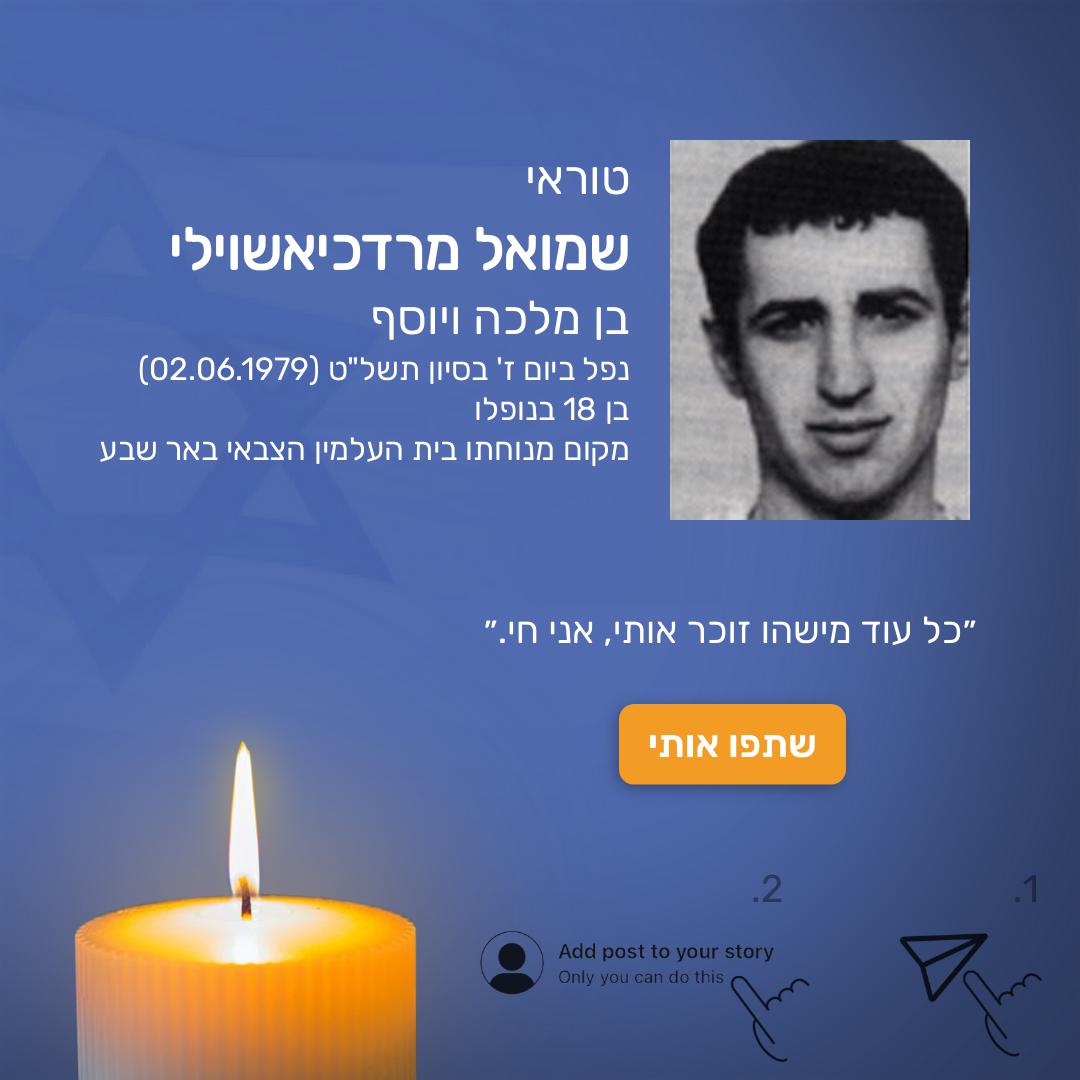 טוראי
שמואל מרדכיאשוילי
בן מלכה ויוסף
נפל ביום ז' בסיון תשל"ט (02.06.1979)
בן 18 בנופלו
מקום מנוחתו בית העלמין הצבאי באר שבע
״כל עוד מישהו זוכר אותי, אני חי.״
שתפו אותי
1.
2.
Add post to your story
Only you can do this